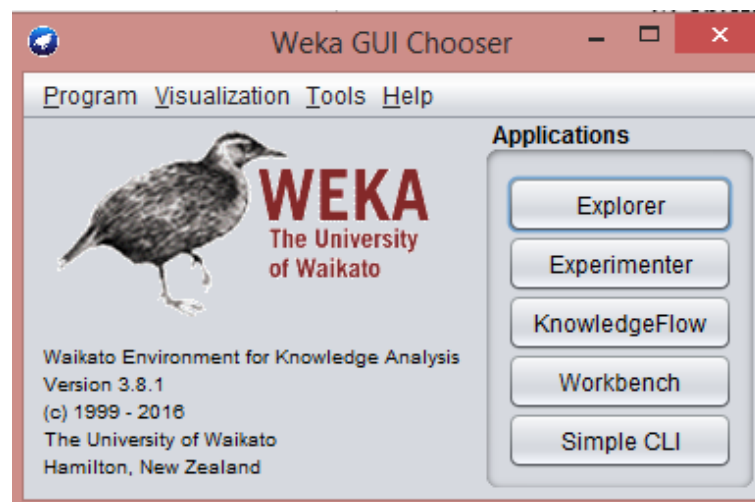 Weka GUI Chooser
Program Visualization Tools Help
WEKA
The University
of Waikato
Waikato Environment for Knowledge Analysis
Version 3.8.1
(c) 1999 - 2016
The University of Waikato
Hamilton, New Zealand
Applications
Explorer
Experimenter
KnowledgeFlow
Workbench
Simple CLI